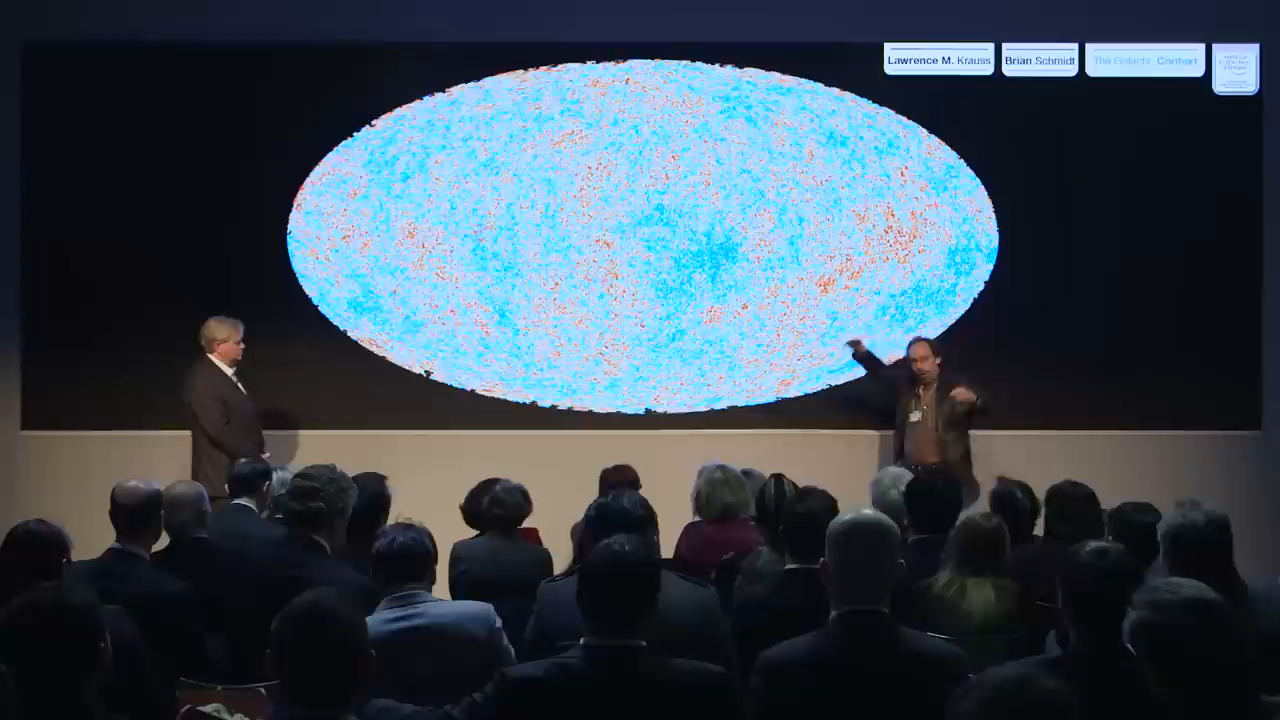 Lawrence M. Krauss
Brian Schmidt
The Galactic Context